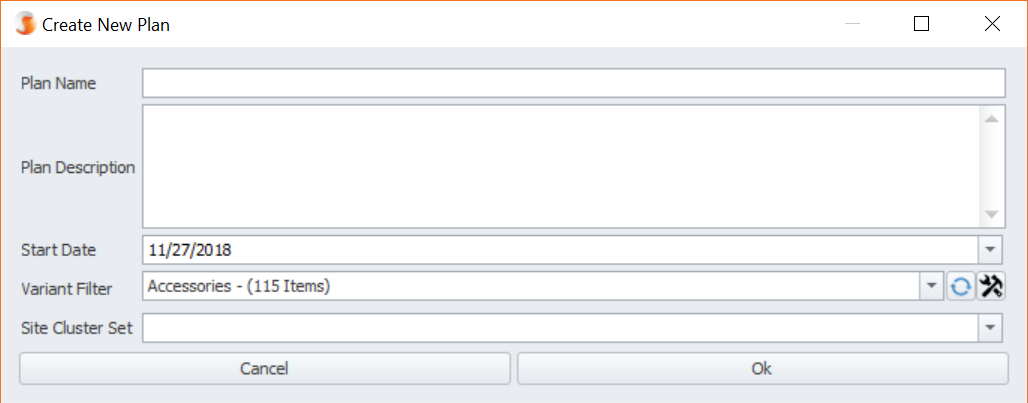 Create New Plan
Plan Name
Plan Description
Start Date 11/27/2018
Variant Filter Accessories - (115 Items)
Site Cluster Set
Cancel Ok